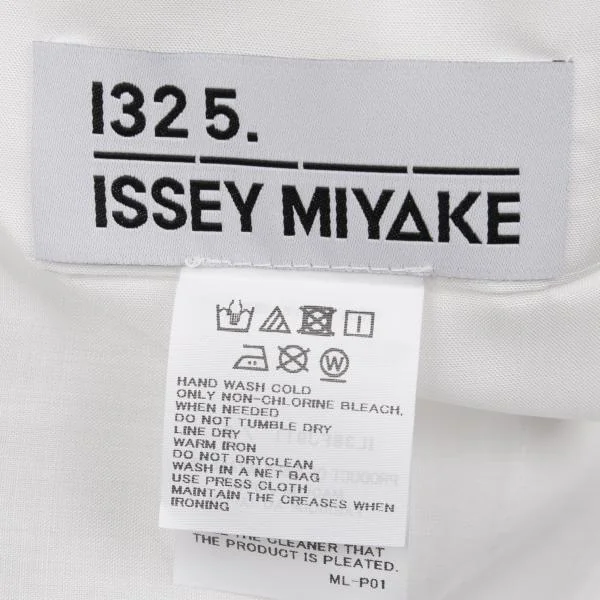 132 5.
ISSEY MIYAKE
W
HAND WASH COLD
ONLY NON-CHLORINE BLEACH,
WHEN NEEDED
DO NOT TUMBLE DRY
LINE DRY
WARM IRON
DO NOT DRYCLEAN
WASH IN A NET BAG
USE PRESS CLOTH
MAINTAIN THE CREASES WHEN
IRONING
THE CLEANER THAT
THE PRODUCT IS PLEATED.
ML-P01